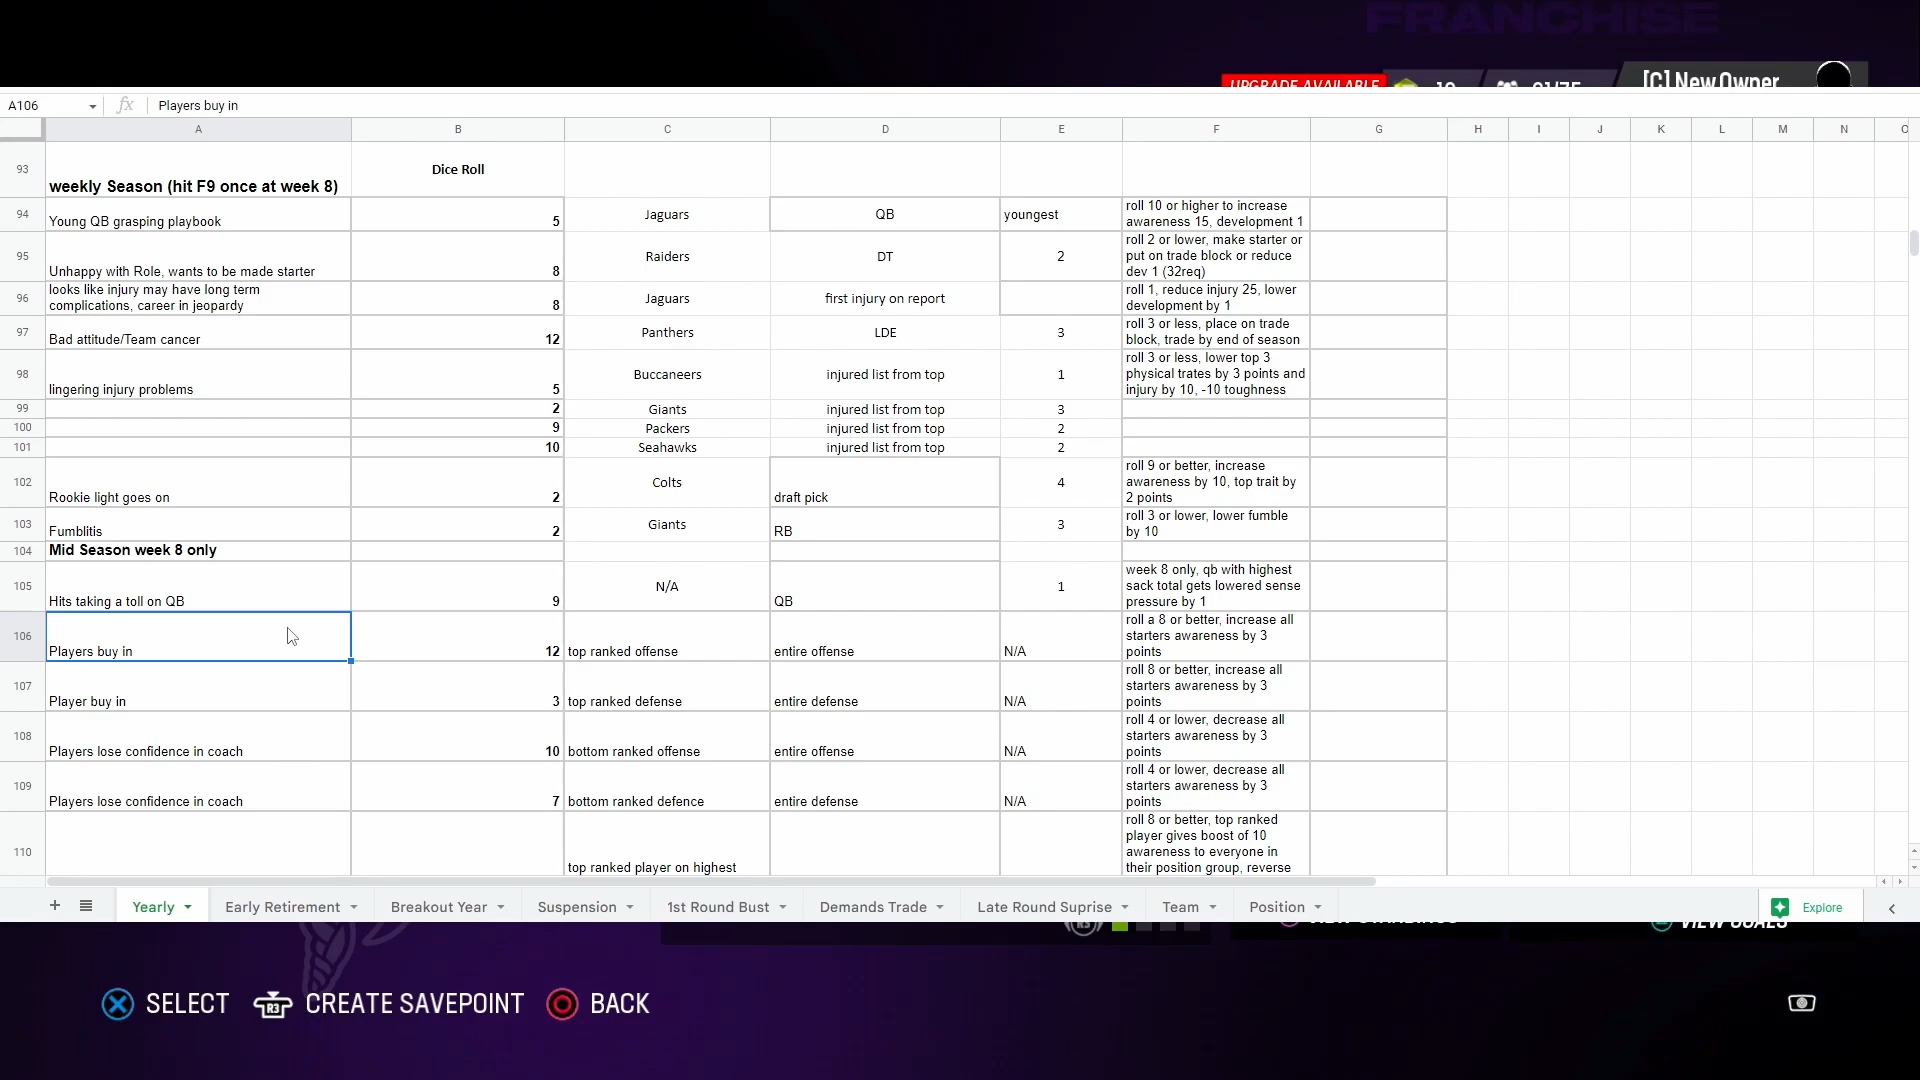 FRANCHISE
UPGRADE AVAILABLE
[C] New Owner
A106
fx
Players buy in
A B C D E F G H I J K L M N O
93 weekly Season (hit F9 once at week 8) Dice Roll
94 Young QB grasping playbook 5 Jaguars QB youngest
roll 10 or higher to increase
awareness 15, development 1
95 Unhappy with Role, wants to be made starter 8 Raiders DT 2
roll 2 or lower, make starter or
put on trade block or reduce
dev 1 (32req)
96 looks like injury may have long term
complications, career in jeopardy 8 Jaguars first injury on report
roll 1, reduce injury 25, lower
development by 1
97 Bad attitude/Team cancer 12 Panthers LDE 3
roll 3 or less, place on trade
block, trade by end of season
98 lingering injury problems 5 Buccaneers injured list from top 1
roll 3 or less, lower top 3
physical trates by 3 points and
injury by 10, -10 toughness
99 2 Giants injured list from top 3
100 9 Packers injured list from top 2
101 10 Seahawks injured list from top 2
102 Rookie light goes on 2 Colts draft pick 4
roll 9 or better, increase
awareness by 10, top trait by
2 points
103 Fumblitis 2 Giants RB 3
roll 3 or lower, lower fumble
by 10
104 Mid Season week 8 only
105 Hits taking a toll on QB 9 N/A QB 1
week 8 only, qb with highest
sack total gets lowered sense
pressure by 1
106 Players buy in 12 top ranked offense entire offense N/A
roll a 8 or better, increase all
starters awareness by 3
points
107 Player buy in 3 top ranked defense entire defense N/A
roll 8 or better, increase all
starters awareness by 3
points
108 Players lose confidence in coach 10 bottom ranked offense entire offense N/A
roll 4 or lower, decrease all
starters awareness by 3
points
109 Players lose confidence in coach 7 bottom ranked defence entire defense N/A
roll 4 or lower, decrease all
starters awareness by 3
points
110 top ranked player on highest
roll 8 or better, top ranked
player gives boost of 10
awareness to everyone in
their position group, reverse
Yearly Early Retirement Breakout Year Suspension 1st Round Bust Demands Trade Late Round Suprise Team Position Explore
R3 VIEW STANDINGS VIEW GOALS
SELECT R3 CREATE SAVEPOINT BACK